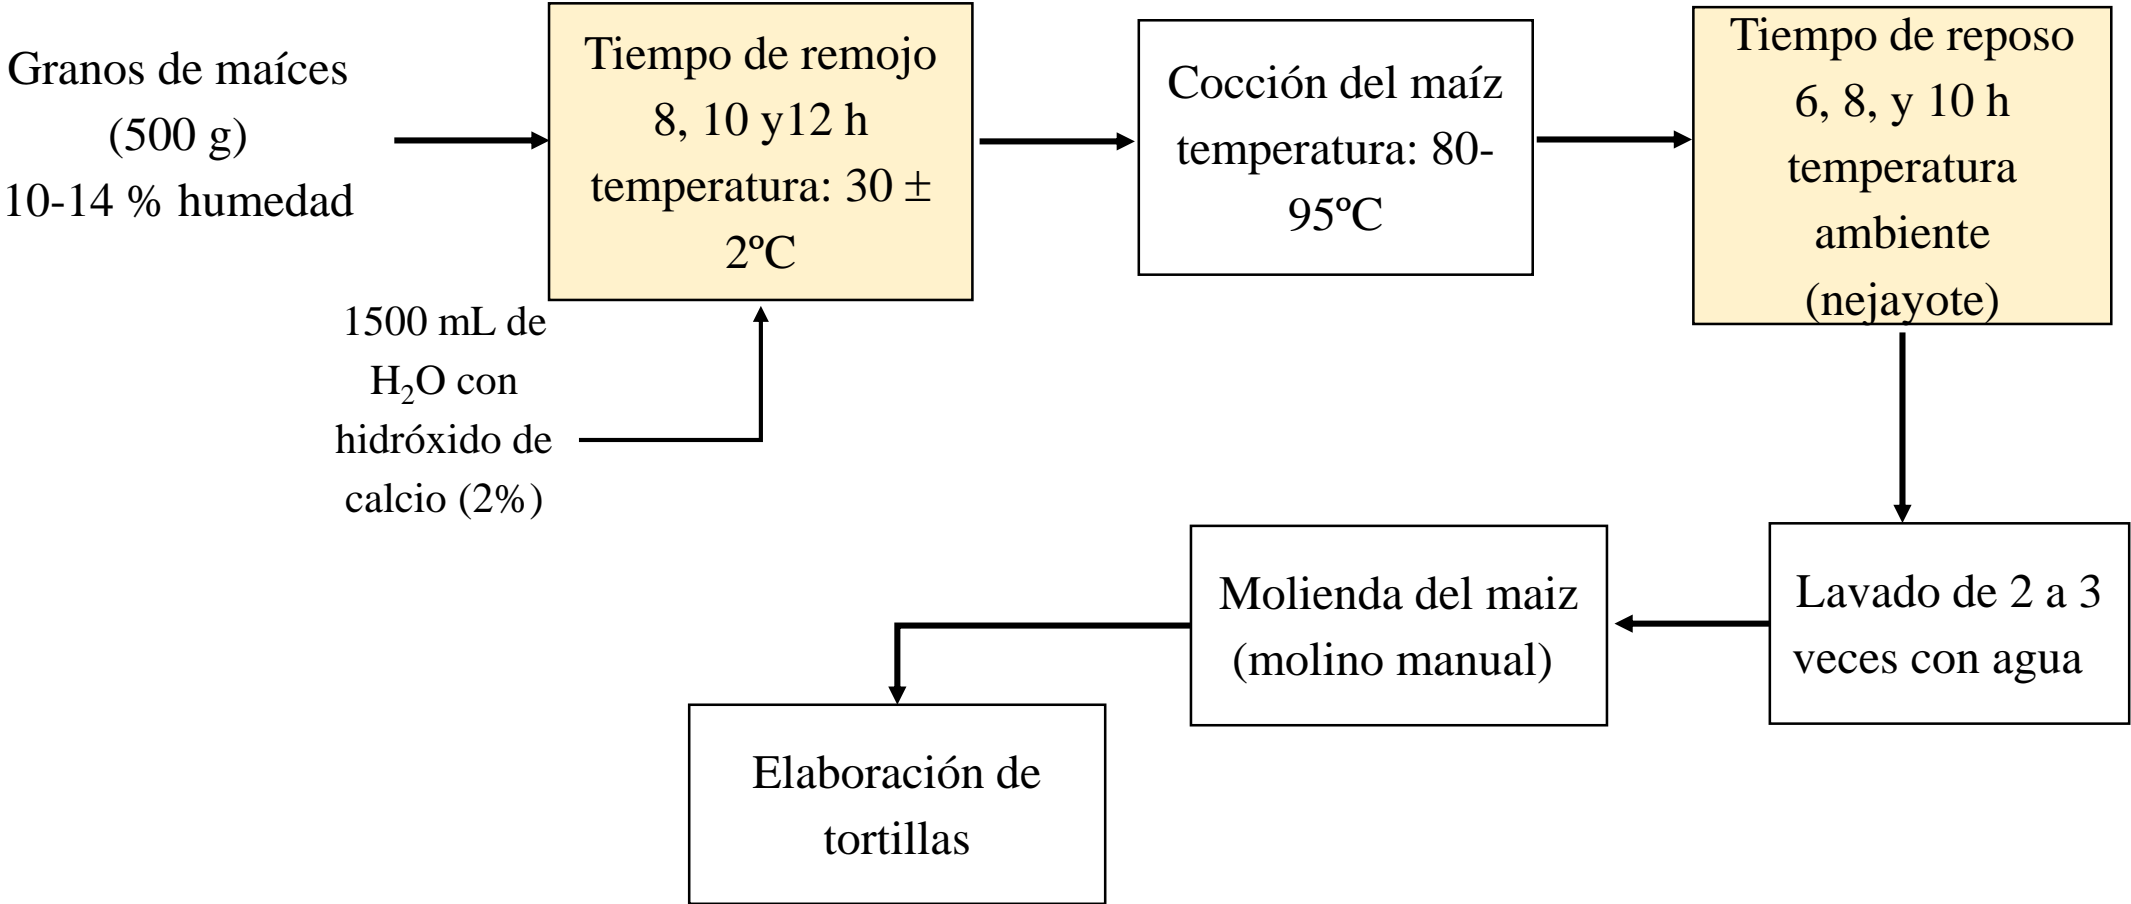 Granos de maíces
(500 g)
10-14 % humedad
Tiempo de remojo
8, 10 y12 h
temperatura: 30 ±
2ºC
1500 mL de
H₂O con
hidróxido de
calcio (2%)
Cocción del maíz
temperatura: 80-
95ºC
Tiempo de reposo
6, 8, y 10 h
temperatura
ambiente
(nejayote)
Lavado de 2 a 3
veces con agua
Molienda del maiz
(molino manual)
Elaboración de
tortillas